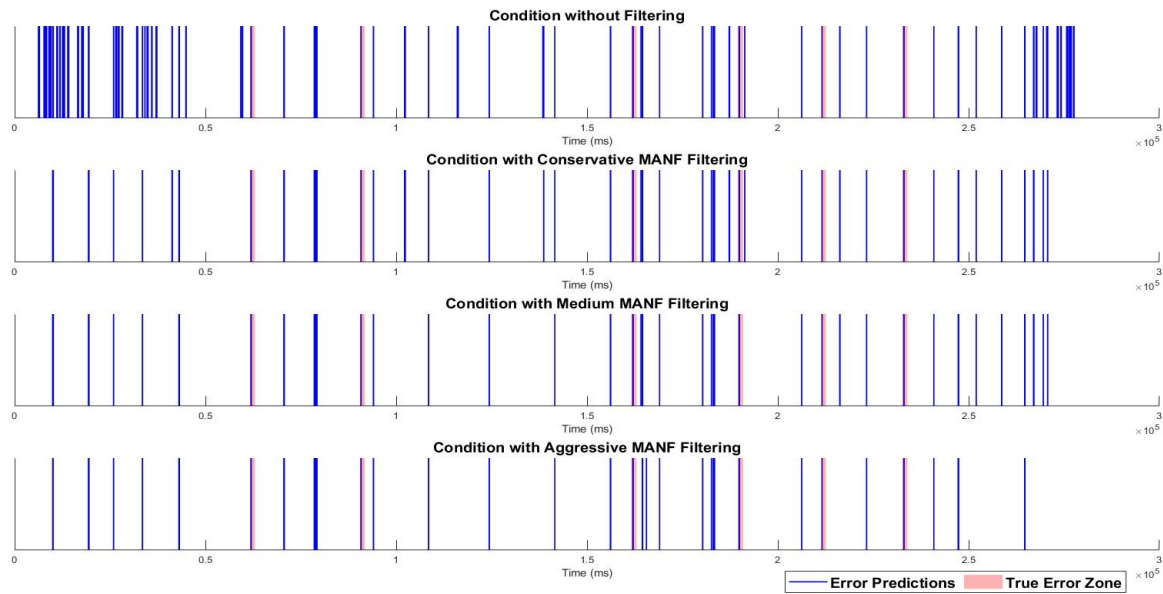 Condition without Filtering
0 0.5 1 1.5 2 2.5 3
Time (ms)
× 10^5
Condition with Conservative MANF Filtering
0 0.5 1 1.5 2 2.5 3
Time (ms)
× 10^5
Condition with Medium MANF Filtering
0 0.5 1 1.5 2 2.5 3
Time (ms)
× 10^5
Condition with Aggressive MANF Filtering
0 0.5 1 1.5 2 2.5 3
Time (ms)
× 10^5
Error Predictions True Error Zone